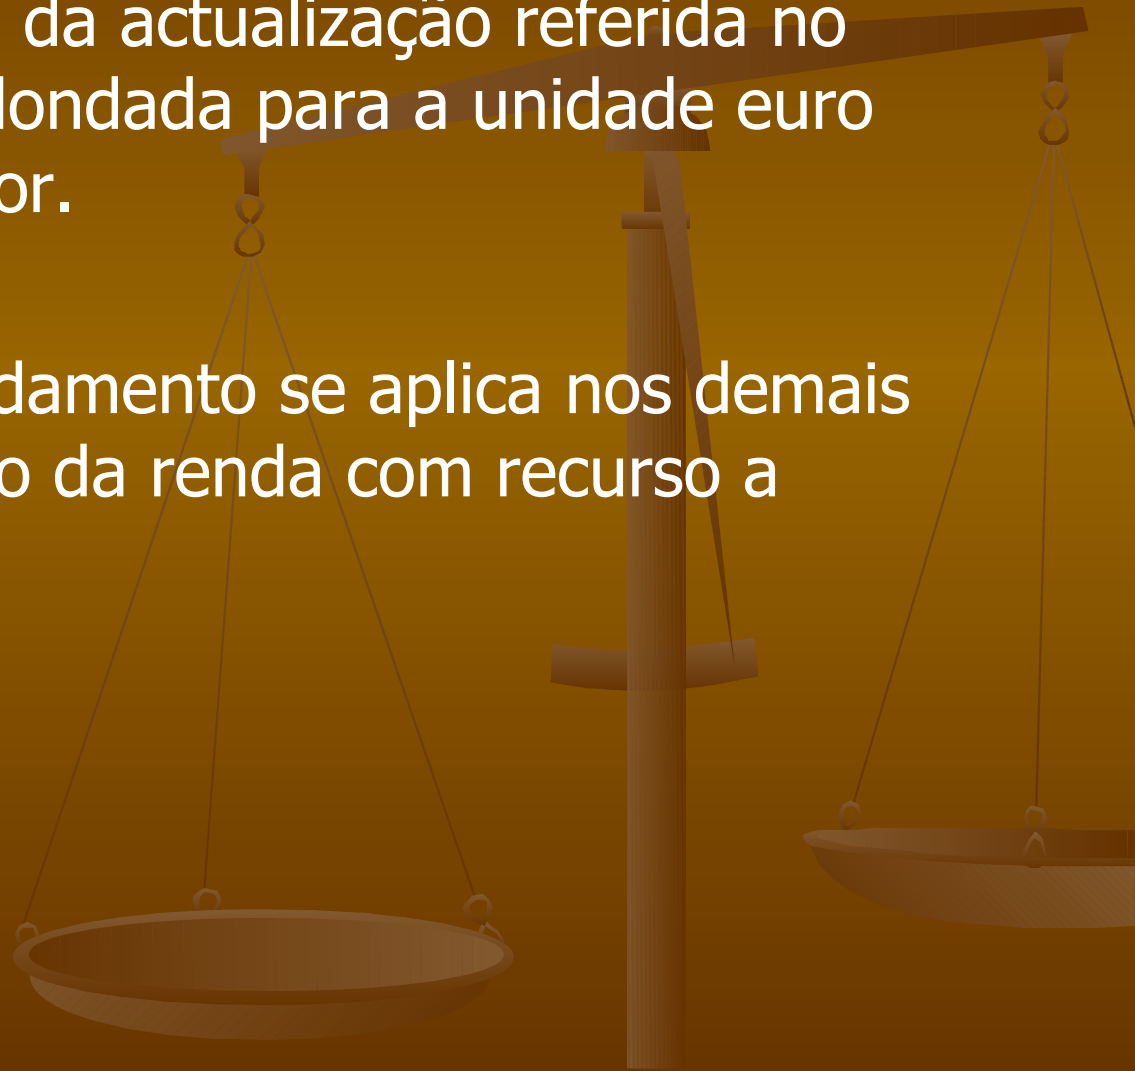 da actualização referida no
londada para a unidade euro
or.
damento se aplica nos demais
o da renda com recurso a